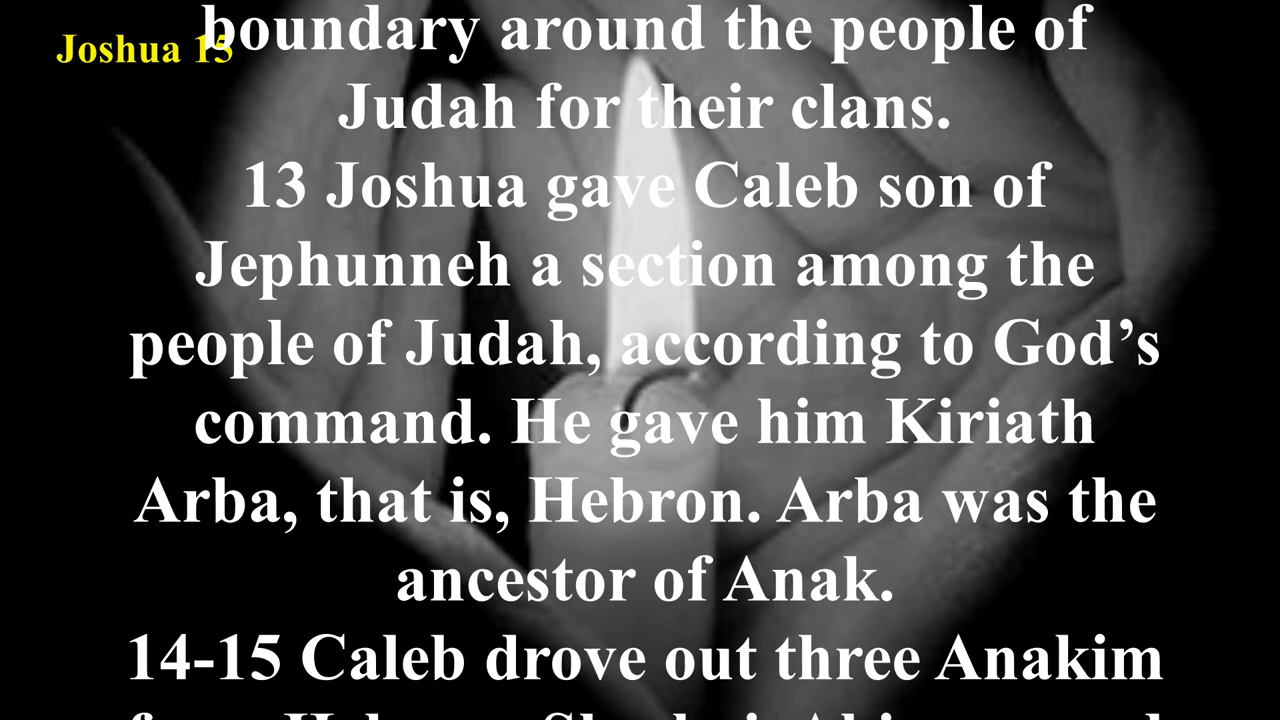 Joshua 15
boundary around the people of
Judah for their clans.
13 Joshua gave Caleb son of
Jephunneh a section among the
people of Judah, according to God’s
command. He gave him Kiriath
Arba, that is, Hebron. Arba was the
ancestor of Anak.
14-15 Caleb drove out three Anakim